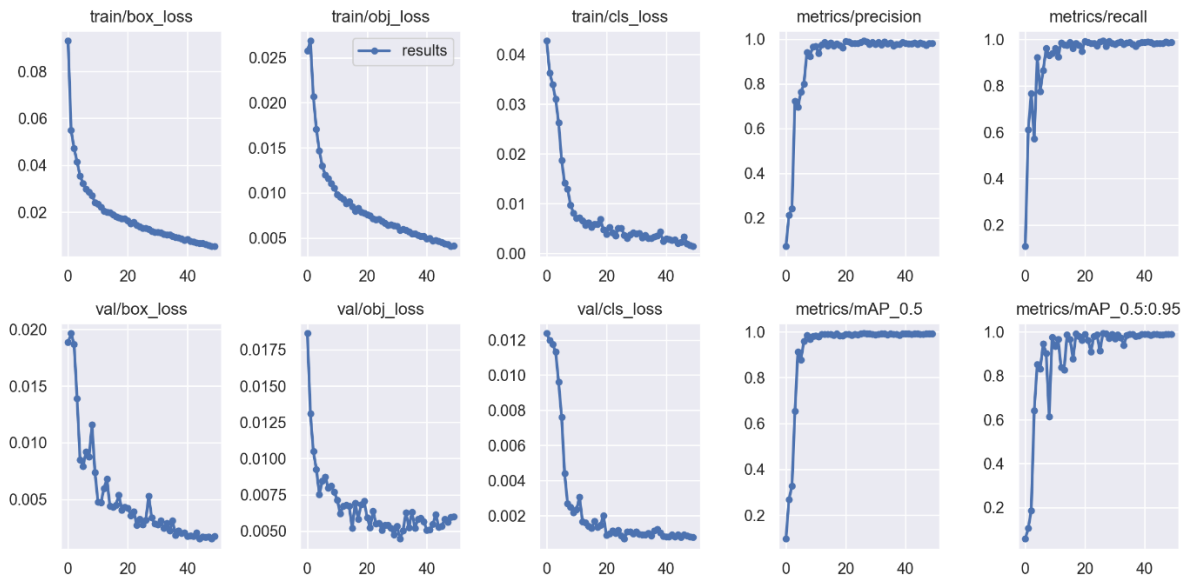 train/box_loss
train/obj_loss
train/cls_loss
metrics/precision
metrics/recall
0.08
0.06
0.04
0.02
0 20 40
0.025
0.020
0.015
0.010
0.005
results
0 20 40
0.04
0.03
0.02
0.01
0.00
0 20 40
1.0
0.8
0.6
0.4
0.2
0 20 40
1.0
0.8
0.6
0.4
0.2
0 20 40
val/box_loss
val/obj_loss
val/cls_loss
metrics/mAP_0.5
metrics/mAP_0.5:0.95
0.020
0.015
0.010
0.005
0 20 40
0.0175
0.0150
0.0125
0.0100
0.0075
0.0050
0 20 40
0.012
0.010
0.008
0.006
0.004
0.002
0 20 40
1.0
0.8
0.6
0.4
0.2
0 20 40
1.0
0.8
0.6
0.4
0.2
0 20 40